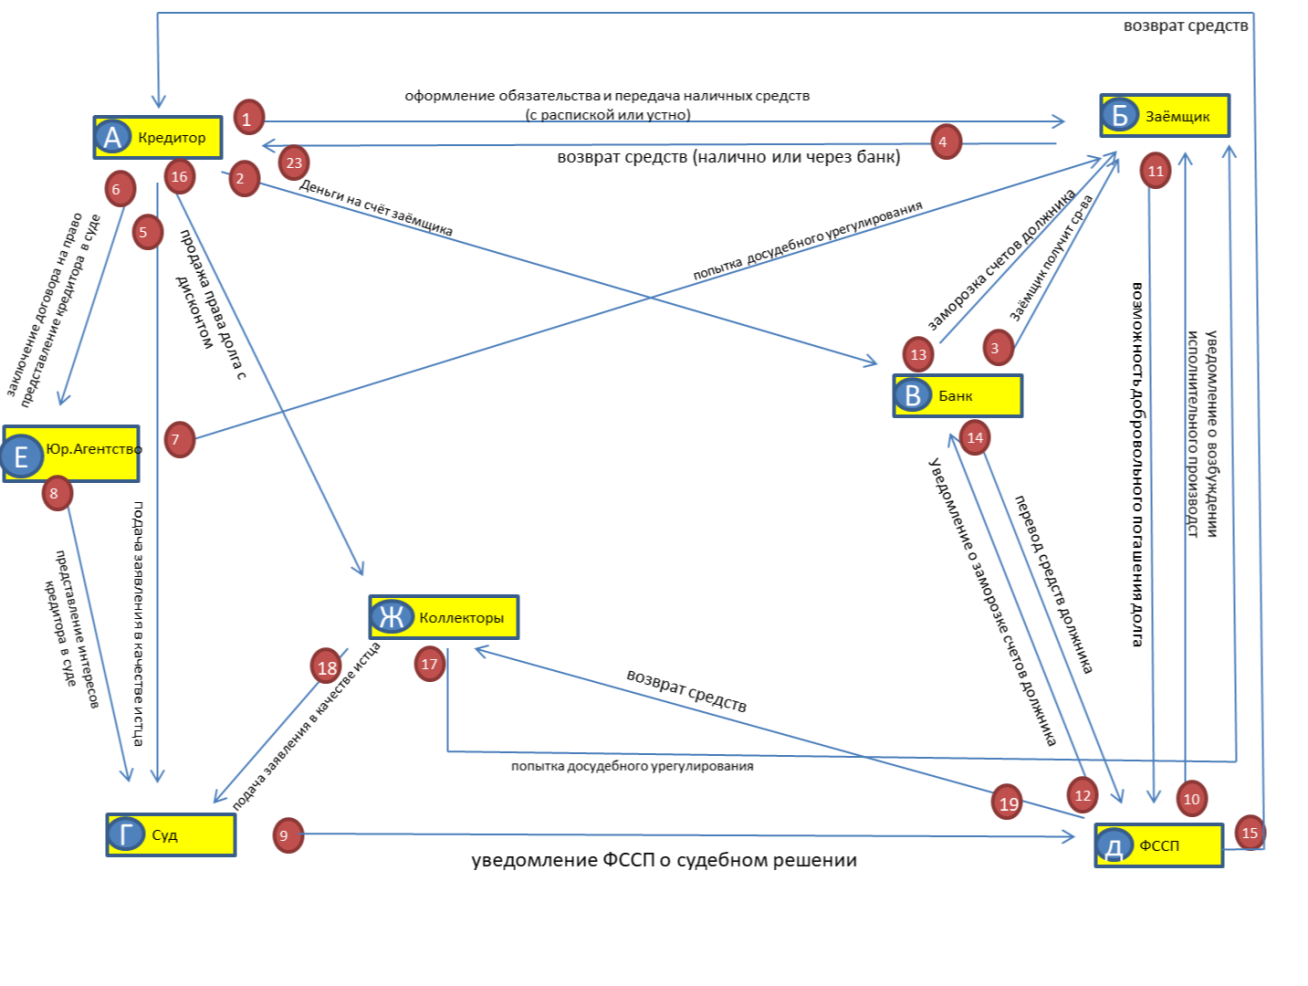 возврат средств
оформление обязательства и передача наличных средств
(с распиской или устно)
1
А
Кредитор
Б
Заёмщик
4
возврат средств (налично или через банк)
23
2
Деньги на счёт заёмщика
16
6
5
11
заключение договора на право
представление кредитора в суде
продажа права долга с
дисконтом
попытка досудебного урегулирования
заморозка счетов должника
Заёмщик получит ср-ва
13
3
В
Банк
возможность добровольного погашения долга
уведомление о возбуждении
исполнительного производст
Е
Юр.Агентство
7
14
8
Уведомление о заморозке счетов должника
перевод средств должника
представление интересов
кредитора в суде
подача заявления в качестве истца
Ж
Коллекторы
18
17
подача заявления в качестве истца
возврат средств
попытка досудебного урегулирования
19
12
10
15
Г
Суд
9
уведомление ФССП о судебном решении
Д
ФССП